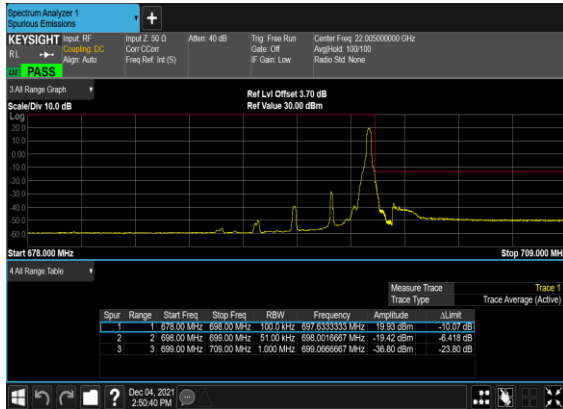 Spectrum Analyzer 1
Spurious Emissions
+
KEYSIGHT Input: RF Input Z: 50 Ω Atten: 40 dB Trig: Free Run Center Freq: 22.005000000 GHz
RL Coupling: DC Corr CCorr Gate: Off Avg|Hold: 100/100
Align: Auto Freq Ref: Int (S) IF Gain: Low Radio Std: None
PASS
3 All Range Graph
Ref Lvl Offset 3.70 dB
Scale/Div 10.0 dB Ref Value 30.00 dBm
Log
20.0
10.0
0.00
-10.0
-20.0
-30.0
-40.0
-50.0
-60.0
Start 678.000 MHz Stop 709.000 MH
4 All Range Table
Measure Trace Trace 1
Trace Type Trace Average (Active)
Spur Range Start Freq Stop Freq RBW Frequency Amplitude ΔLimit
1 1 678.00 MHz 698.00 MHz 100.0 kHz 697.6333333 MHz 19.93 dBm -10.07 dB
2 2 698.00 MHz 699.00 MHz 51.00 kHz 698.0016667 MHz -19.42 dBm -6.418 dB
3 3 699.00 MHz 709.00 MHz 1.000 MHz 699.0666667 MHz -36.80 dBm -23.80 dB
? Dec 04, 2021
2:50:40 PM